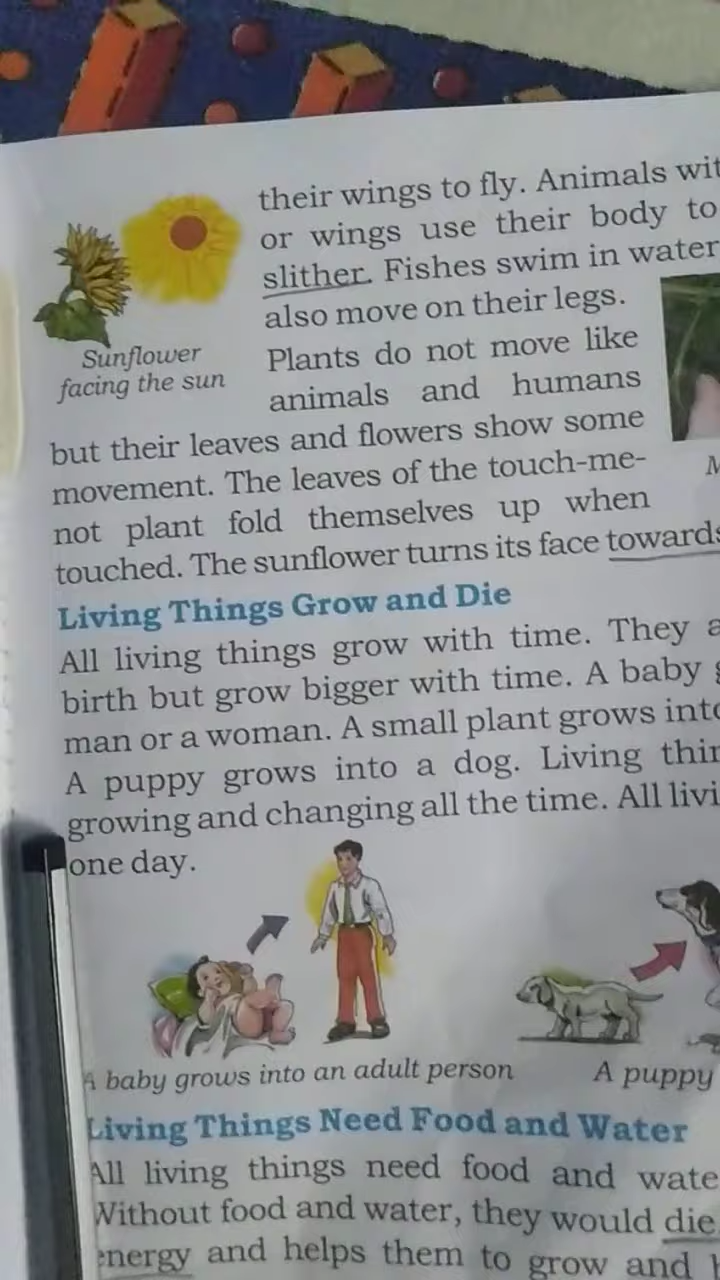 their wings to fly. Animals
or wings use their body to
slither. Fishes swim in water
also move on their legs.
Sunflower
facing the sun
Plants do not move like
animals and humans
but their leaves and flowers show some
movement. The leaves of the touch-me-
not plant fold themselves up when
touched. The sunflower turns its face towards
Living Things Grow and Die
All living things grow with time. They
birth but grow bigger with time. A baby
man or a woman. A small plant grows
A puppy grows into a dog. Living
growing and changing all the time. All
one day.
A baby grows into an adult person
A puppy
Living Things Need Food and Water
All living things need food and
Without food and water, they would die
energy and helps them to grow and